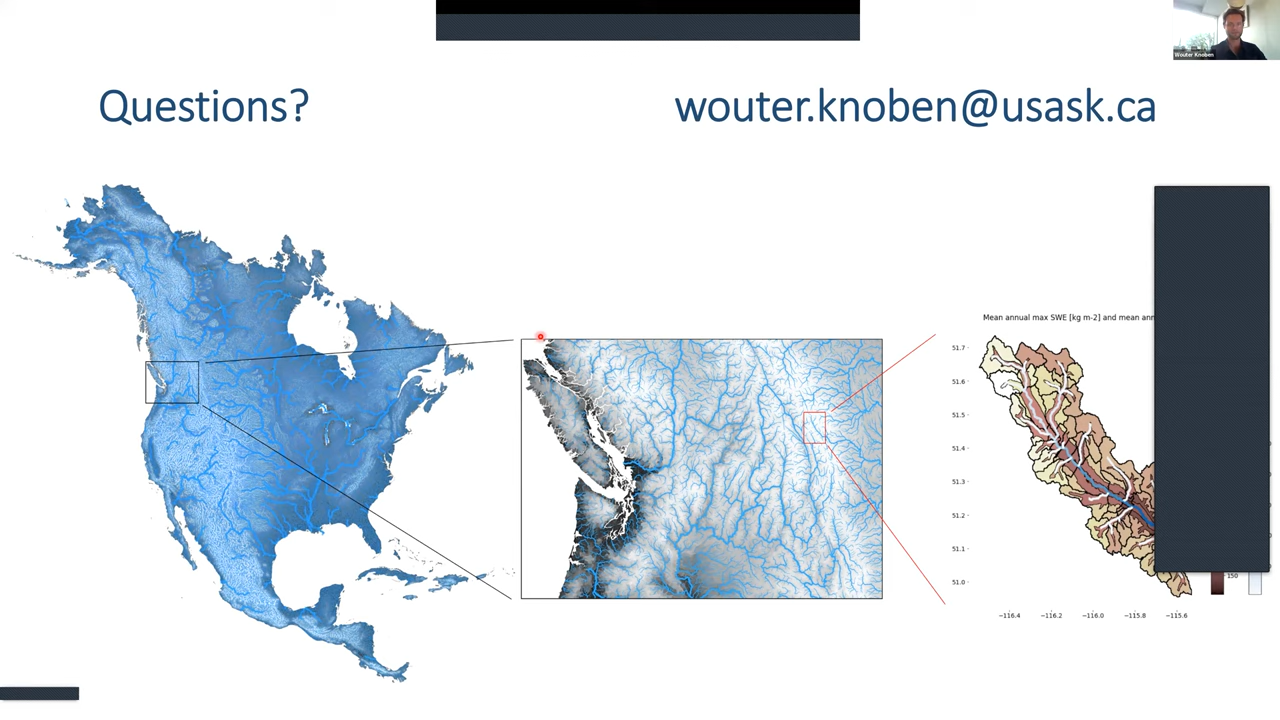 Wouter Knoben
Questions?
wouter.knoben@usask.ca
Mean annual max SWE [kg m-2] and mean ann
51.7
51.6
51.5
51.4
51.3
51.2
51.1
51.0
150
−116.4 −116.2 −116.0 −115.8 −115.6